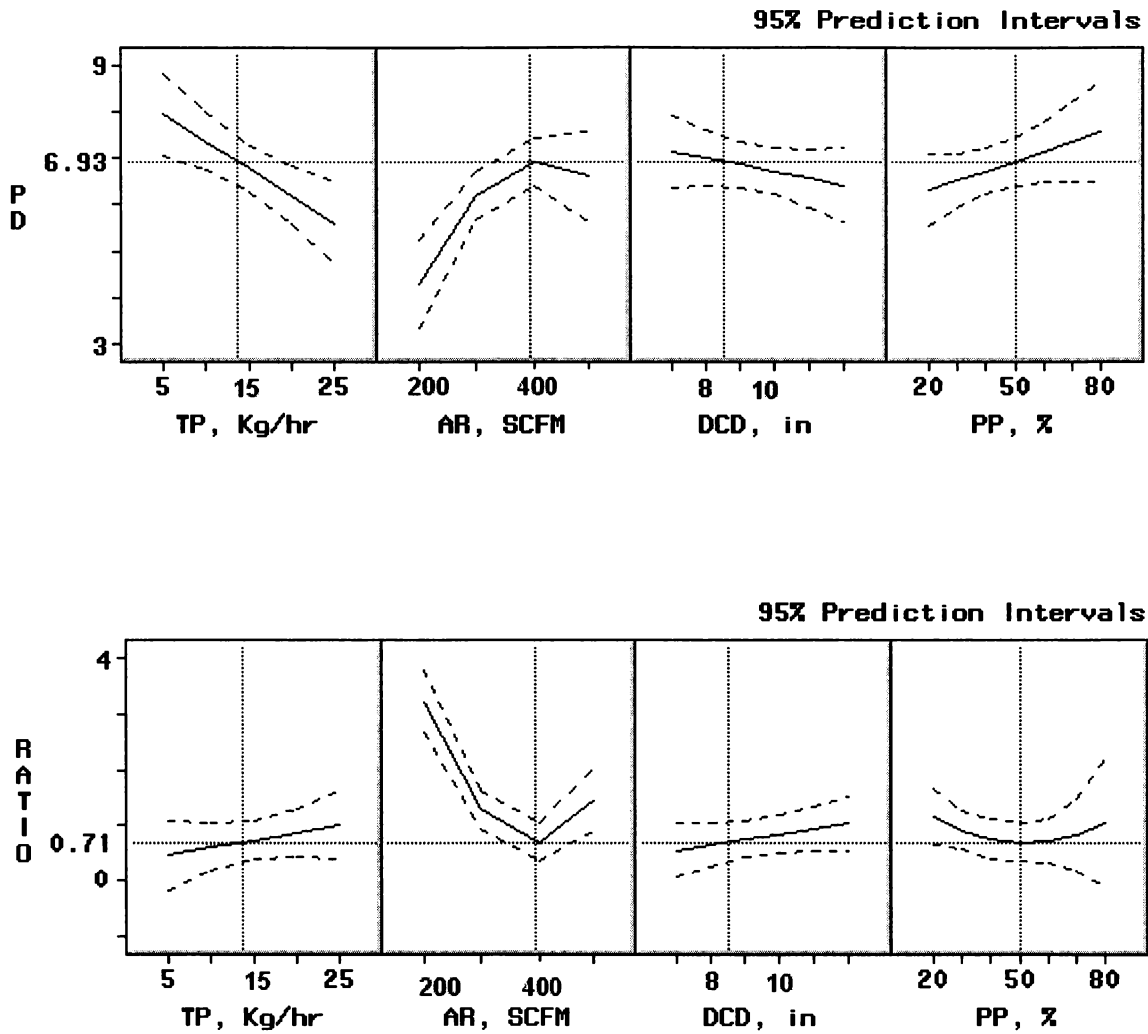 95% Prediction Intervals
9
6.93
P
D
3
5 15 25 200 400 8 10 20 50 80
TP, Kg/hr AR, SCFM DCD, in PP, %
95% Prediction Intervals
4
R
A
T
I
O
0.71
0
5 15 25 200 400 8 10 20 50 80
TP, Kg/hr AR, SCFM DCD, in PP, %